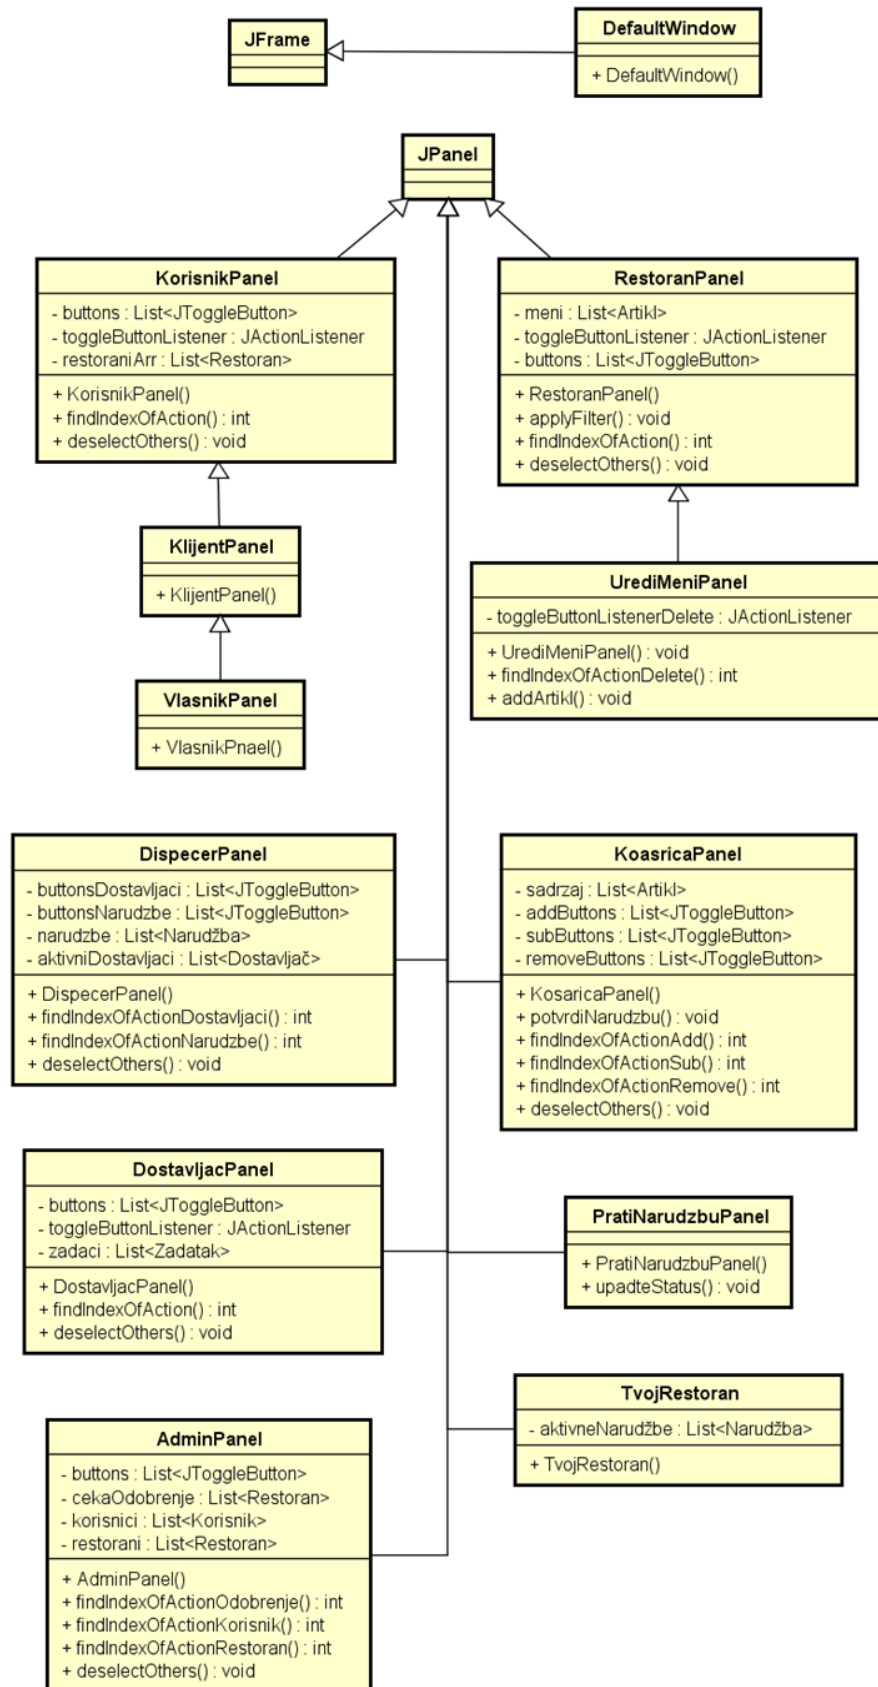 JFrame
DefaultWindow
+ DefaultWindow()
JPanel
KorisnikPanel
- buttons : List<JToggleButton>
- toggleButtonListener : JActionListener
- restoraniArr : List<Restoran>
+ KorisnikPanel()
+ findIndexOfAction() : int
+ deselectOthers() : void
RestoranPanel
- meni : List<Artikl>
- toggleButtonListener : JActionListener
- buttons : List<JToggleButton>
+ RestoranPanel()
+ applyFilter() : void
+ findIndexOfAction() : int
+ deselectOthers() : void
KlijentPanel
+ KlijentPanel()
UrediMeniPanel
- toggleButtonListenerDelete : JActionListener
+ UrediMeniPanel() : void
+ findIndexOfActionDelete() : int
+ addArtikl() : void
VlasnikPanel
+ VlasnikPnael()
DispecerPanel
- buttonsDostavljaci : List<JToggleButton>
- buttonsNarudzbe : List<JToggleButton>
- narudzbe : List<Narudžba>
- aktivniDostavljaci : List<Dostavljač>
+ DispecerPanel()
+ findIndexOfActionDostavljaci() : int
+ findIndexOfActionNarudzbe() : int
+ deselectOthers() : void
KoasricaPanel
- sadrzaj : List<Artikl>
- addButtons : List<JToggleButton>
- subButtons : List<JToggleButton>
- removeButtons : List<JToggleButton>
+ KosaricaPanel()
+ potvrdiNarudzbu() : void
+ findIndexOfActionAdd() : int
+ findIndexOfActionSub() : int
+ findIndexOfActionRemove() : int
+ deselectOthers() : void
DostavljacPanel
- buttons : List<JToggleButton>
- toggleButtonListener : JActionListener
- zadaci : List<Zadatak>
+ DostavljacPanel()
+ findIndexOfAction() : int
+ deselectOthers() : void
PratiNarudzbuPanel
+ PratiNarudzbuPanel()
+ upadteStatus() : void
TvojRestoran
- aktivneNarudžbe : List<Narudžba>
+ TvojRestoran()
AdminPanel
- buttons : List<JToggleButton>
- cekaOdobrenje : List<Restoran>
- korisnici : List<Korisnik>
- restorani : List<Restoran>
+ AdminPanel()
+ findIndexOfActionOdobrenje() : int
+ findIndexOfActionKorisnik() : int
+ findIndexOfActionRestoran() : int
+ deselectOthers() : void